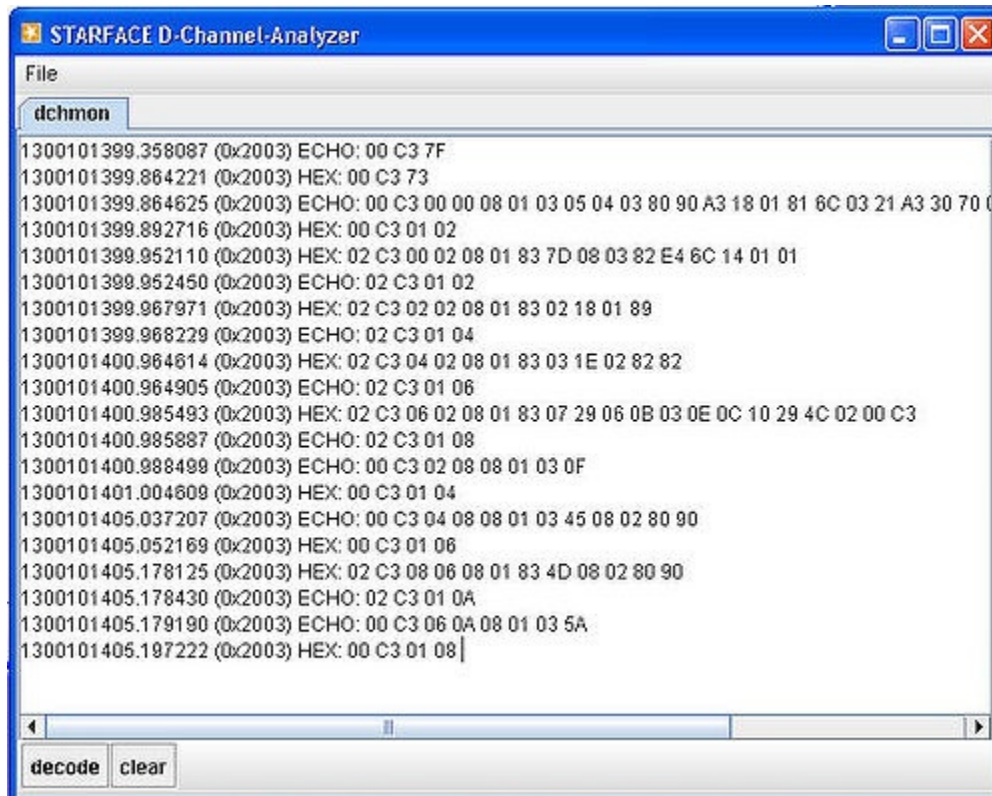 STARFACE D-Channel-Analyzer
File
dchmon
1300101399.358087 (0x2003) ECHO: 00 C3 7F
1300101399.864221 (0x2003) HEX: 00 C3 73
1300101399.864625 (0x2003) ECHO: 00 C3 00 00 08 01 03 05 04 03 80 90 A3 18 01 81 6C 03 21 A3 30 70
1300101399.892716 (0x2003) HEX: 00 C3 01 02
1300101399.952110 (0x2003) HEX: 02 C3 00 02 08 01 83 7D 08 03 82 E4 6C 14 01 01
1300101399.952450 (0x2003) ECHO: 02 C3 01 02
1300101399.967971 (0x2003) HEX: 02 C3 02 02 08 01 83 02 18 01 89
1300101399.968229 (0x2003) ECHO: 02 C3 01 04
1300101400.964614 (0x2003) HEX: 02 C3 04 02 08 01 83 03 1E 02 82 82
1300101400.964905 (0x2003) ECHO: 02 C3 01 06
1300101400.985493 (0x2003) HEX: 02 C3 06 02 08 01 83 07 29 06 0B 03 0E 0C 10 29 4C 02 00 C3
1300101400.985887 (0x2003) ECHO: 02 C3 01 08
1300101400.988499 (0x2003) ECHO: 00 C3 02 08 08 01 03 0F
1300101401.004609 (0x2003) HEX: 00 C3 01 04
1300101405.037207 (0x2003) ECHO: 00 C3 04 08 08 01 03 45 08 02 80 90
1300101405.052169 (0x2003) HEX: 00 C3 01 06
1300101405.178125 (0x2003) HEX: 02 C3 08 06 08 01 83 4D 08 02 80 90
1300101405.178430 (0x2003) ECHO: 02 C3 01 0A
1300101405.179190 (0x2003) ECHO: 00 C3 06 0A 08 01 03 5A
1300101405.197222 (0x2003) HEX: 00 C3 01 08
decode clear